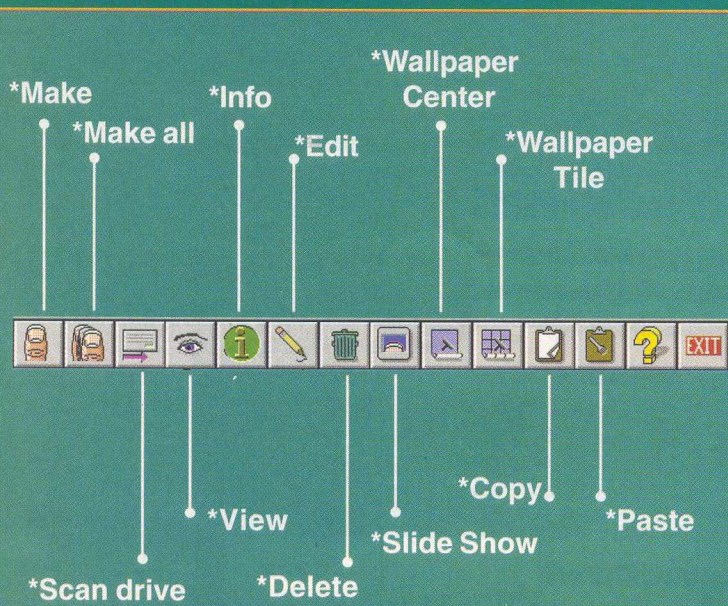 *Wallpaper
Center
*Make
*Info
*Make all
*Edit
*Wallpaper
Tile
EXIT
*Copy
*View
*Paste
*Slide Show
*Scan drive
*Delete